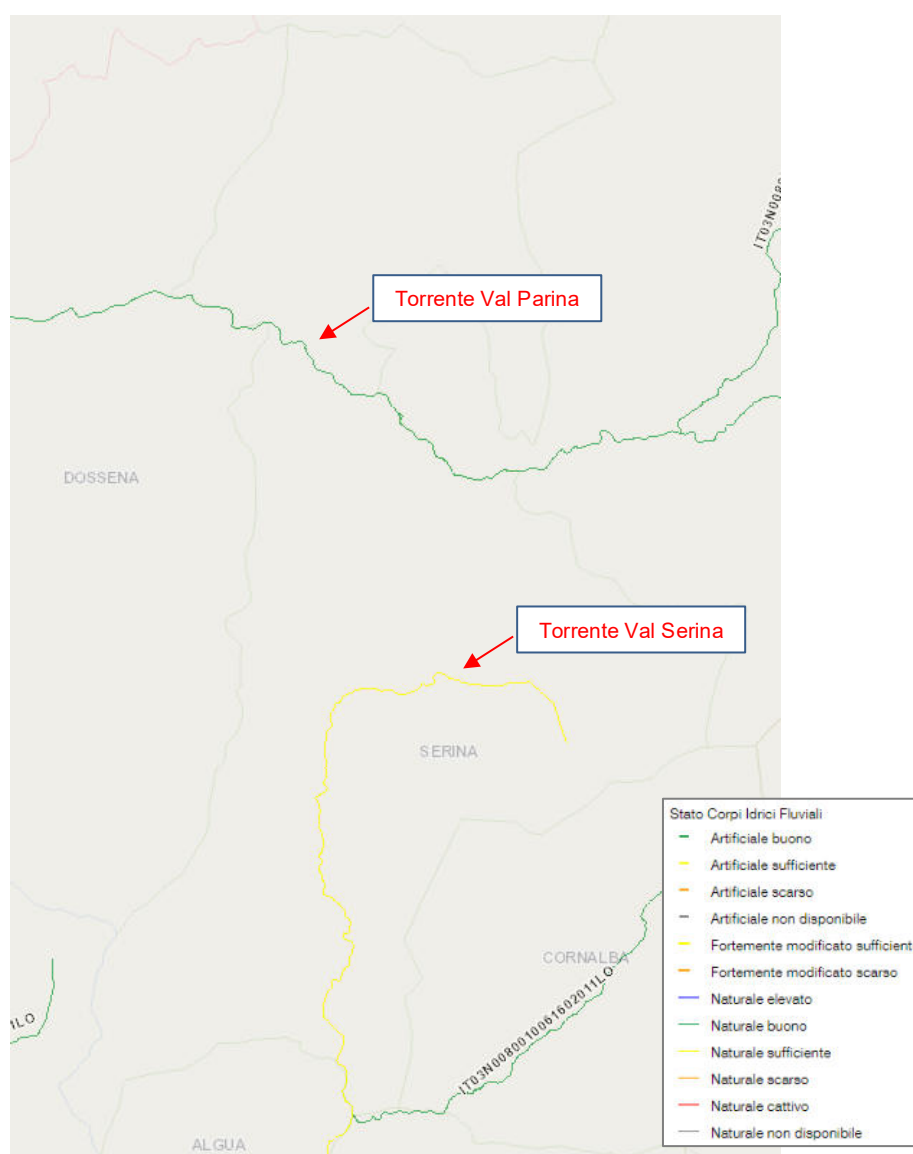 IT03N008
Torrente Val Parina
DOSSENA
Torrente Val Serina
SERINA
Stato Corpi Idrici Fluviali
Artificiale buono
Artificiale sufficiente
Artificiale scarso
Artificiale non disponibile
Fortemente modificato sufficient
Fortemente modificato scarso
Naturale elevato
Naturale buono
Naturale sufficiente
Naturale scarso
Naturale cattivo
Naturale non disponibile
CORNALBA
IT03N0080010061602011LO
1LO
ALGUA